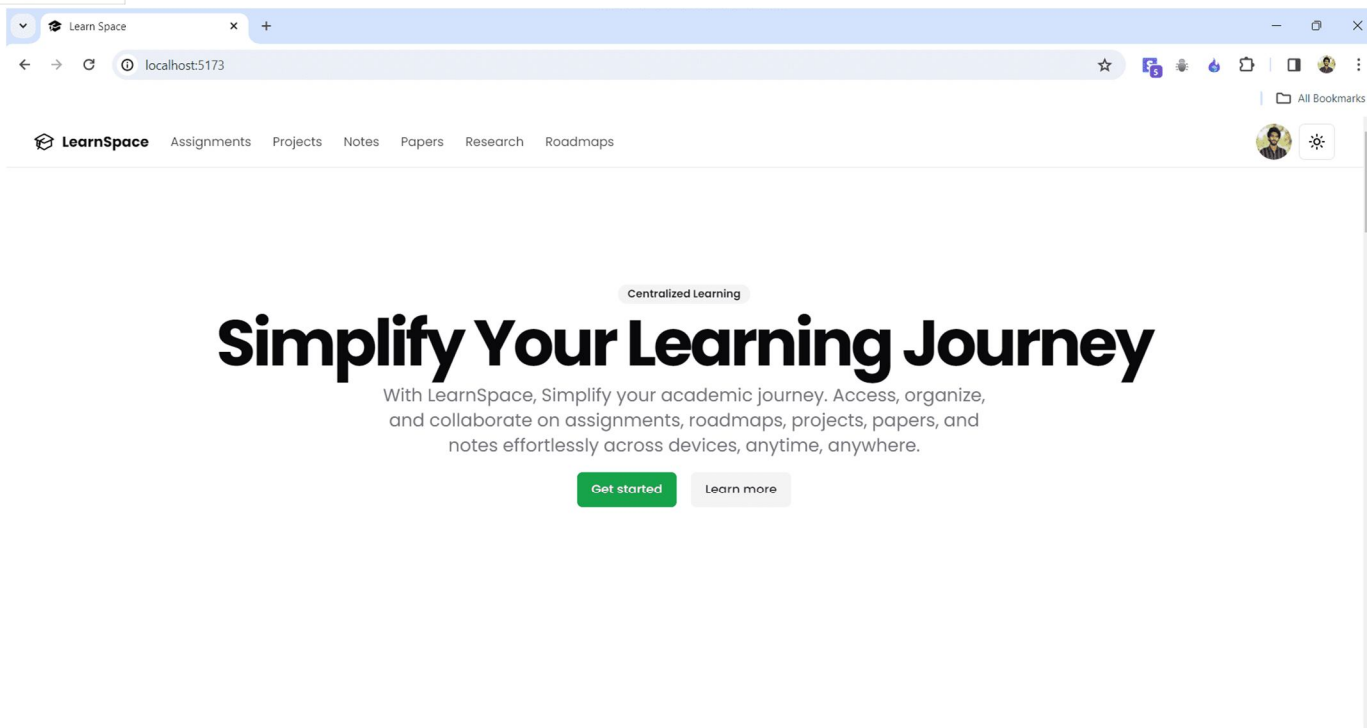 Learn Space
localhost:5173
5
All Bookmarks
LearnSpace Assignments Projects Notes Papers Research Roadmaps
Centralized Learning
Simplify Your Learning Journey
With LearnSpace, Simplify your academic journey. Access, organize,
and collaborate on assignments, roadmaps, projects, papers, and
notes effortlessly across devices, anytime, anywhere.
Get started Learn more